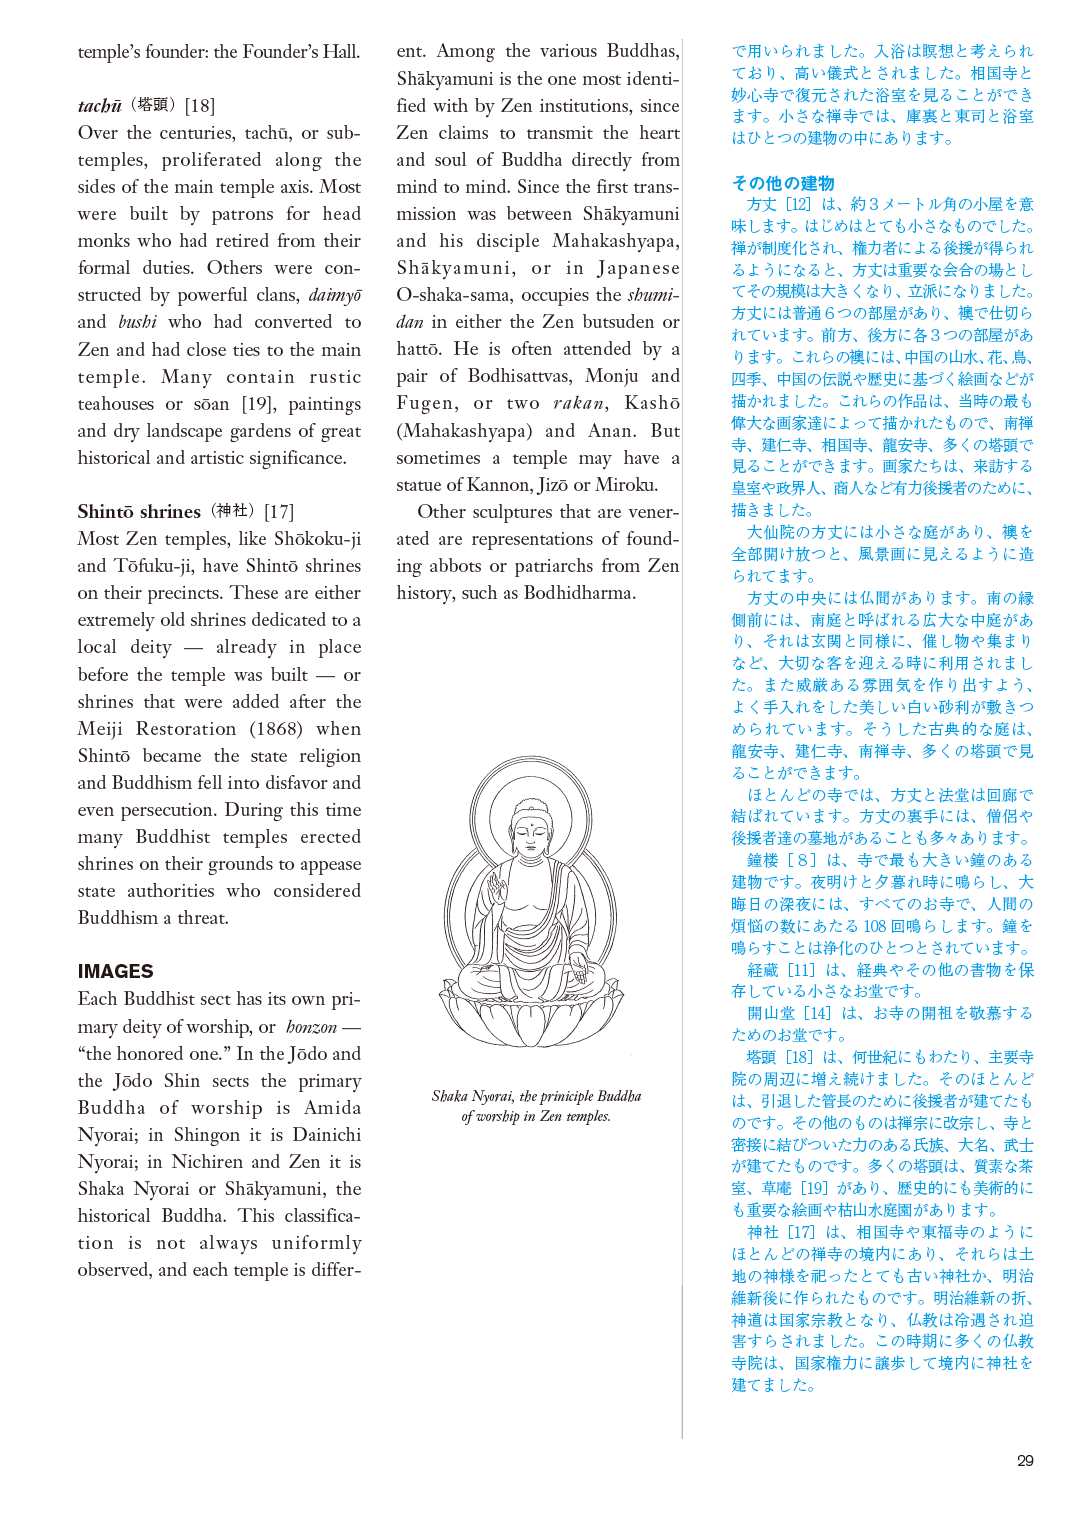 temple’s founder: the Founder’s Hall.
tachū（塔頭）[18]
Over the centuries, tachū, or sub-
temples, proliferated along the
sides of the main temple axis. Most
were built by patrons for head
monks who had retired from their
formal duties. Others were con-
structed by powerful clans, daimyō
and bushi who had converted to
Zen and had close ties to the main
temple. Many contain rustic
teahouses or sōan [19], paintings
and dry landscape gardens of great
historical and artistic significance.
Shintō shrines（神社）[17]
Most Zen temples, like Shōkoku-ji
and Tōfuku-ji, have Shintō shrines
on their precincts. These are either
extremely old shrines dedicated to a
local deity — already in place
before the temple was built — or
shrines that were added after the
Meiji Restoration (1868) when
Shintō became the state religion
and Buddhism fell into disfavor and
even persecution. During this time
many Buddhist temples erected
shrines on their grounds to appease
state authorities who considered
Buddhism a threat.
IMAGES
Each Buddhist sect has its own pri-
mary deity of worship, or honzon —
“the honored one.” In the Jōdo and
the Jōdo Shin sects the primary
Buddha of worship is Amida
Nyorai; in Shingon it is Dainichi
Nyorai; in Nichiren and Zen it is
Shaka Nyorai or Shākyamuni, the
historical Buddha. This classifica-
tion is not always uniformly
observed, and each temple is differ-
ent. Among the various Buddhas,
Shākyamuni is the one most identi-
fied with by Zen institutions, since
Zen claims to transmit the heart
and soul of Buddha directly from
mind to mind. Since the first trans-
mission was between Shākyamuni
and his disciple Mahakashyapa,
Shākyamuni, or in Japanese
O-shaka-sama, occupies the shumi-
dan in either the Zen butsuden or
hattō. He is often attended by a
pair of Bodhisattvas, Monju and
Fugen, or two rakan, Kashō
(Mahakashyapa) and Anan. But
sometimes a temple may have a
statue of Kannon, Jizō or Miroku.
Other sculptures that are vener-
ated are representations of found-
ing abbots or patriarchs from Zen
history, such as Bodhidharma.
Shaka Nyorai, the priniciple Buddha
of worship in Zen temples.
で用いられました。入浴は瞑想と考えられ
ており、高い儀式とされました。相国寺と
妙心寺で復元された浴室を見ることができ
ます。小さな禅寺では、庫裏と東司と浴室
はひとつの建物の中にあります。
その他の建物
方丈［12］は、約３メートル角の小屋を意
味します。はじめはとても小さなものでした。
禅が制度化され、権力者による後援が得られ
るようになると、方丈は重要な会合の場とし
てその規模は大きくなり、立派になりました。
方丈には普通６つの部屋があり、襖で仕切ら
れています。前方、後方に各３つの部屋があ
ります。これらの襖には、中国の山水、花、鳥、
四季、中国の伝説や歴史に基づく絵画などが
描かれました。これらの作品は、当時の最も
偉大な画家達によって描かれたもので、南禅
寺、建仁寺、相国寺、龍安寺、多くの塔頭で
見ることができます。画家たちは、来訪する
皇室や政界人、商人など有力後援者のために、
描きました。
大仙院の方丈には小さな庭があり、襖を
全部開け放つと、風景画に見えるように造
られてます。
方丈の中央には仏間があります。南の縁
側前には、南庭と呼ばれる広大な中庭があ
り、それは玄関と同様に、催し物や集まり
など、大切な客を迎える時に利用されまし
た。また威厳ある雰囲気を作り出すよう、
よく手入れをした美しい白い砂利が敷きつ
められています。そうした古典的な庭は、
龍安寺、建仁寺、南禅寺、多くの塔頭で見
ることができます。
ほとんどの寺では、方丈と法堂は回廊で
結ばれています。方丈の裏手には、僧侶や
後援者達の墓地があることも多々あります。
鐘楼［８］は、寺で最も大きい鐘のある
建物です。夜明けと夕暮れ時に鳴らし、大
晦日の深夜には、すべてのお寺で、人間の
煩悩の数にあたる 108 回鳴らします。鐘を
鳴らすことは浄化のひとつとされています。
経蔵［11］は、経典やその他の書物を保
存している小さなお堂です。
開山堂［14］は、お寺の開祖を敬慕する
ためのお堂です。
塔頭［18］は、何世紀にもわたり、主要寺
院の周辺に増え続けました。そのほとんど
は、引退した管長のために後援者が建てたも
のです。その他のものは禅宗に改宗し、寺と
密接に結びついた力のある氏族、大名、武士
が建てたものです。多くの塔頭は、質素な茶
室、草庵［19］があり、歴史的にも美術的に
も重要な絵画や枯山水庭園があります。
神社［17］は、相国寺や東福寺のように
ほとんどの禅寺の境内にあり、それらは土
地の神様を祀ったとても古い神社か、明治
維新後に作られたものです。明治維新の折、
神道は国家宗教となり、仏教は冷遇され迫
害すらされました。この時期に多くの仏教
寺院は、国家権力に譲歩して境内に神社を
建てました。
29